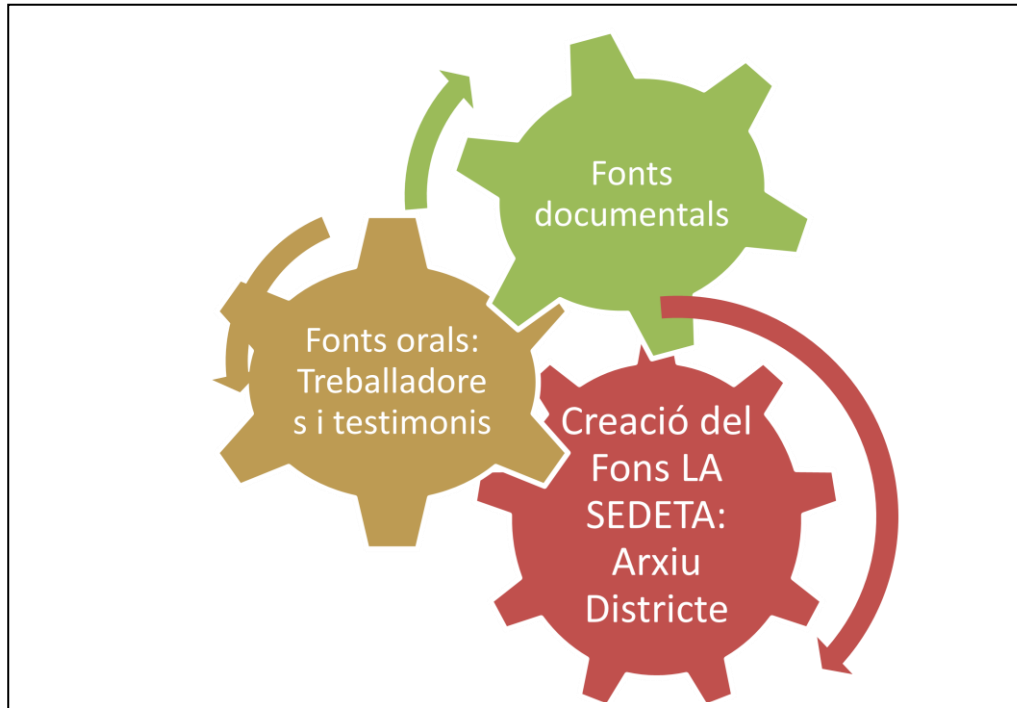 Fonts
documentals
Fonts orals:
Treballadore
s i testimonis
Creació del
Fons LA
SEDETA:
Arxiu
Districte